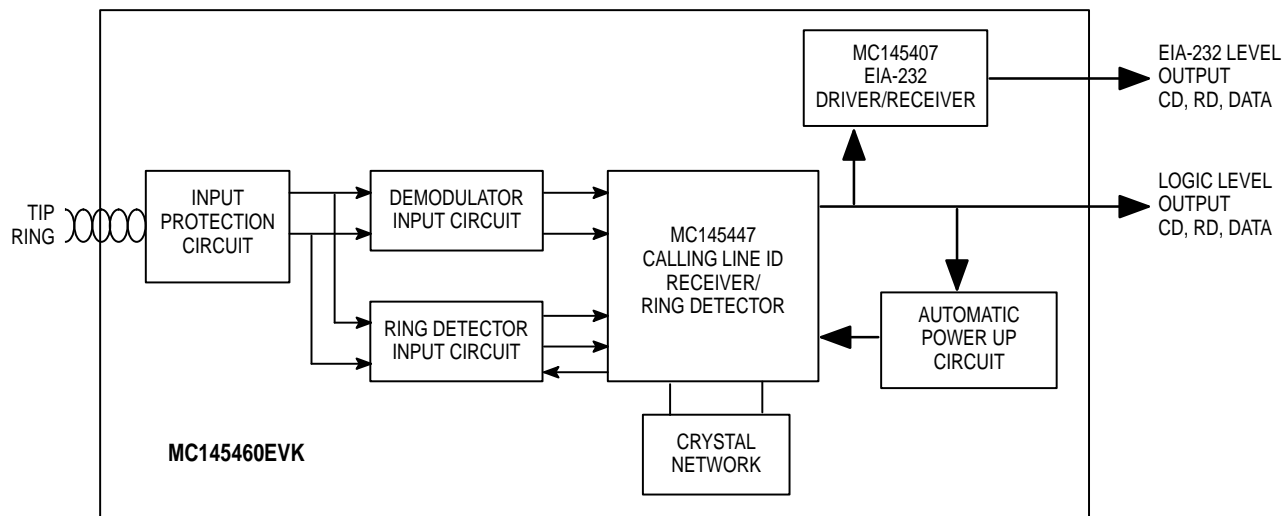 MC145407
EIA-232
DRIVER/RECEIVER
EIA-232 LEVEL
OUTPUT
CD, RD, DATA
TIP
RING
INPUT
PROTECTION
CIRCUIT
DEMODULATOR
INPUT CIRCUIT
RING DETECTOR
INPUT CIRCUIT
MC145447
CALLING LINE ID
RECEIVER/
RING DETECTOR
LOGIC LEVEL
OUTPUT
CD, RD, DATA
AUTOMATIC
POWER UP
CIRCUIT
CRYSTAL
NETWORK
MC145460EVK